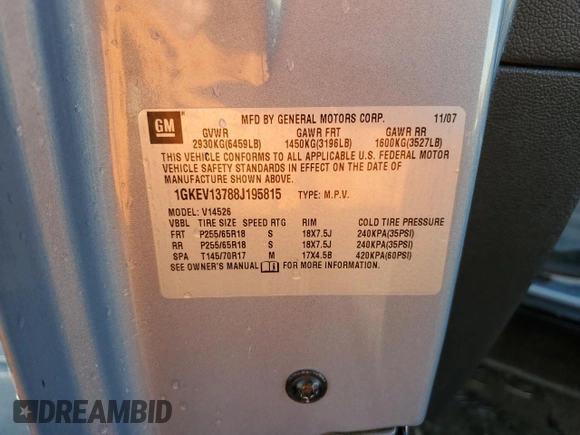 GM
MFD BY GENERAL MOTORS CORP. 11/07
GVWR GAWR FRT GAWR RR
2930KG(6459LB) 1450KG(3196LB) 1600KG(3527LB)
THIS VEHICLE CONFORMS TO ALL APPLICABLE U.S. FEDERAL MOTOR
VEHICLE SAFETY STANDARDS IN EFFECT ON THE DATE OF
MANUFACTURE SHOWN ABOVE.
1GKEV13788J195815 TYPE: M.P.V.
MODEL: V14526
VBBL TIRE SIZE SPEED RTG RIM COLD TIRE PRESSURE
FRT P255/65R18 S 18X7.5J 240KPA(35PSI)
RR P255/65R18 S 18X7.5J 240KPA(35PSI)
SPA T145/70R17 M 17X4.5B 420KPA(60PSI)
SEE OWNER'S MANUAL FOR MORE INFORMATION.
DREAMBID